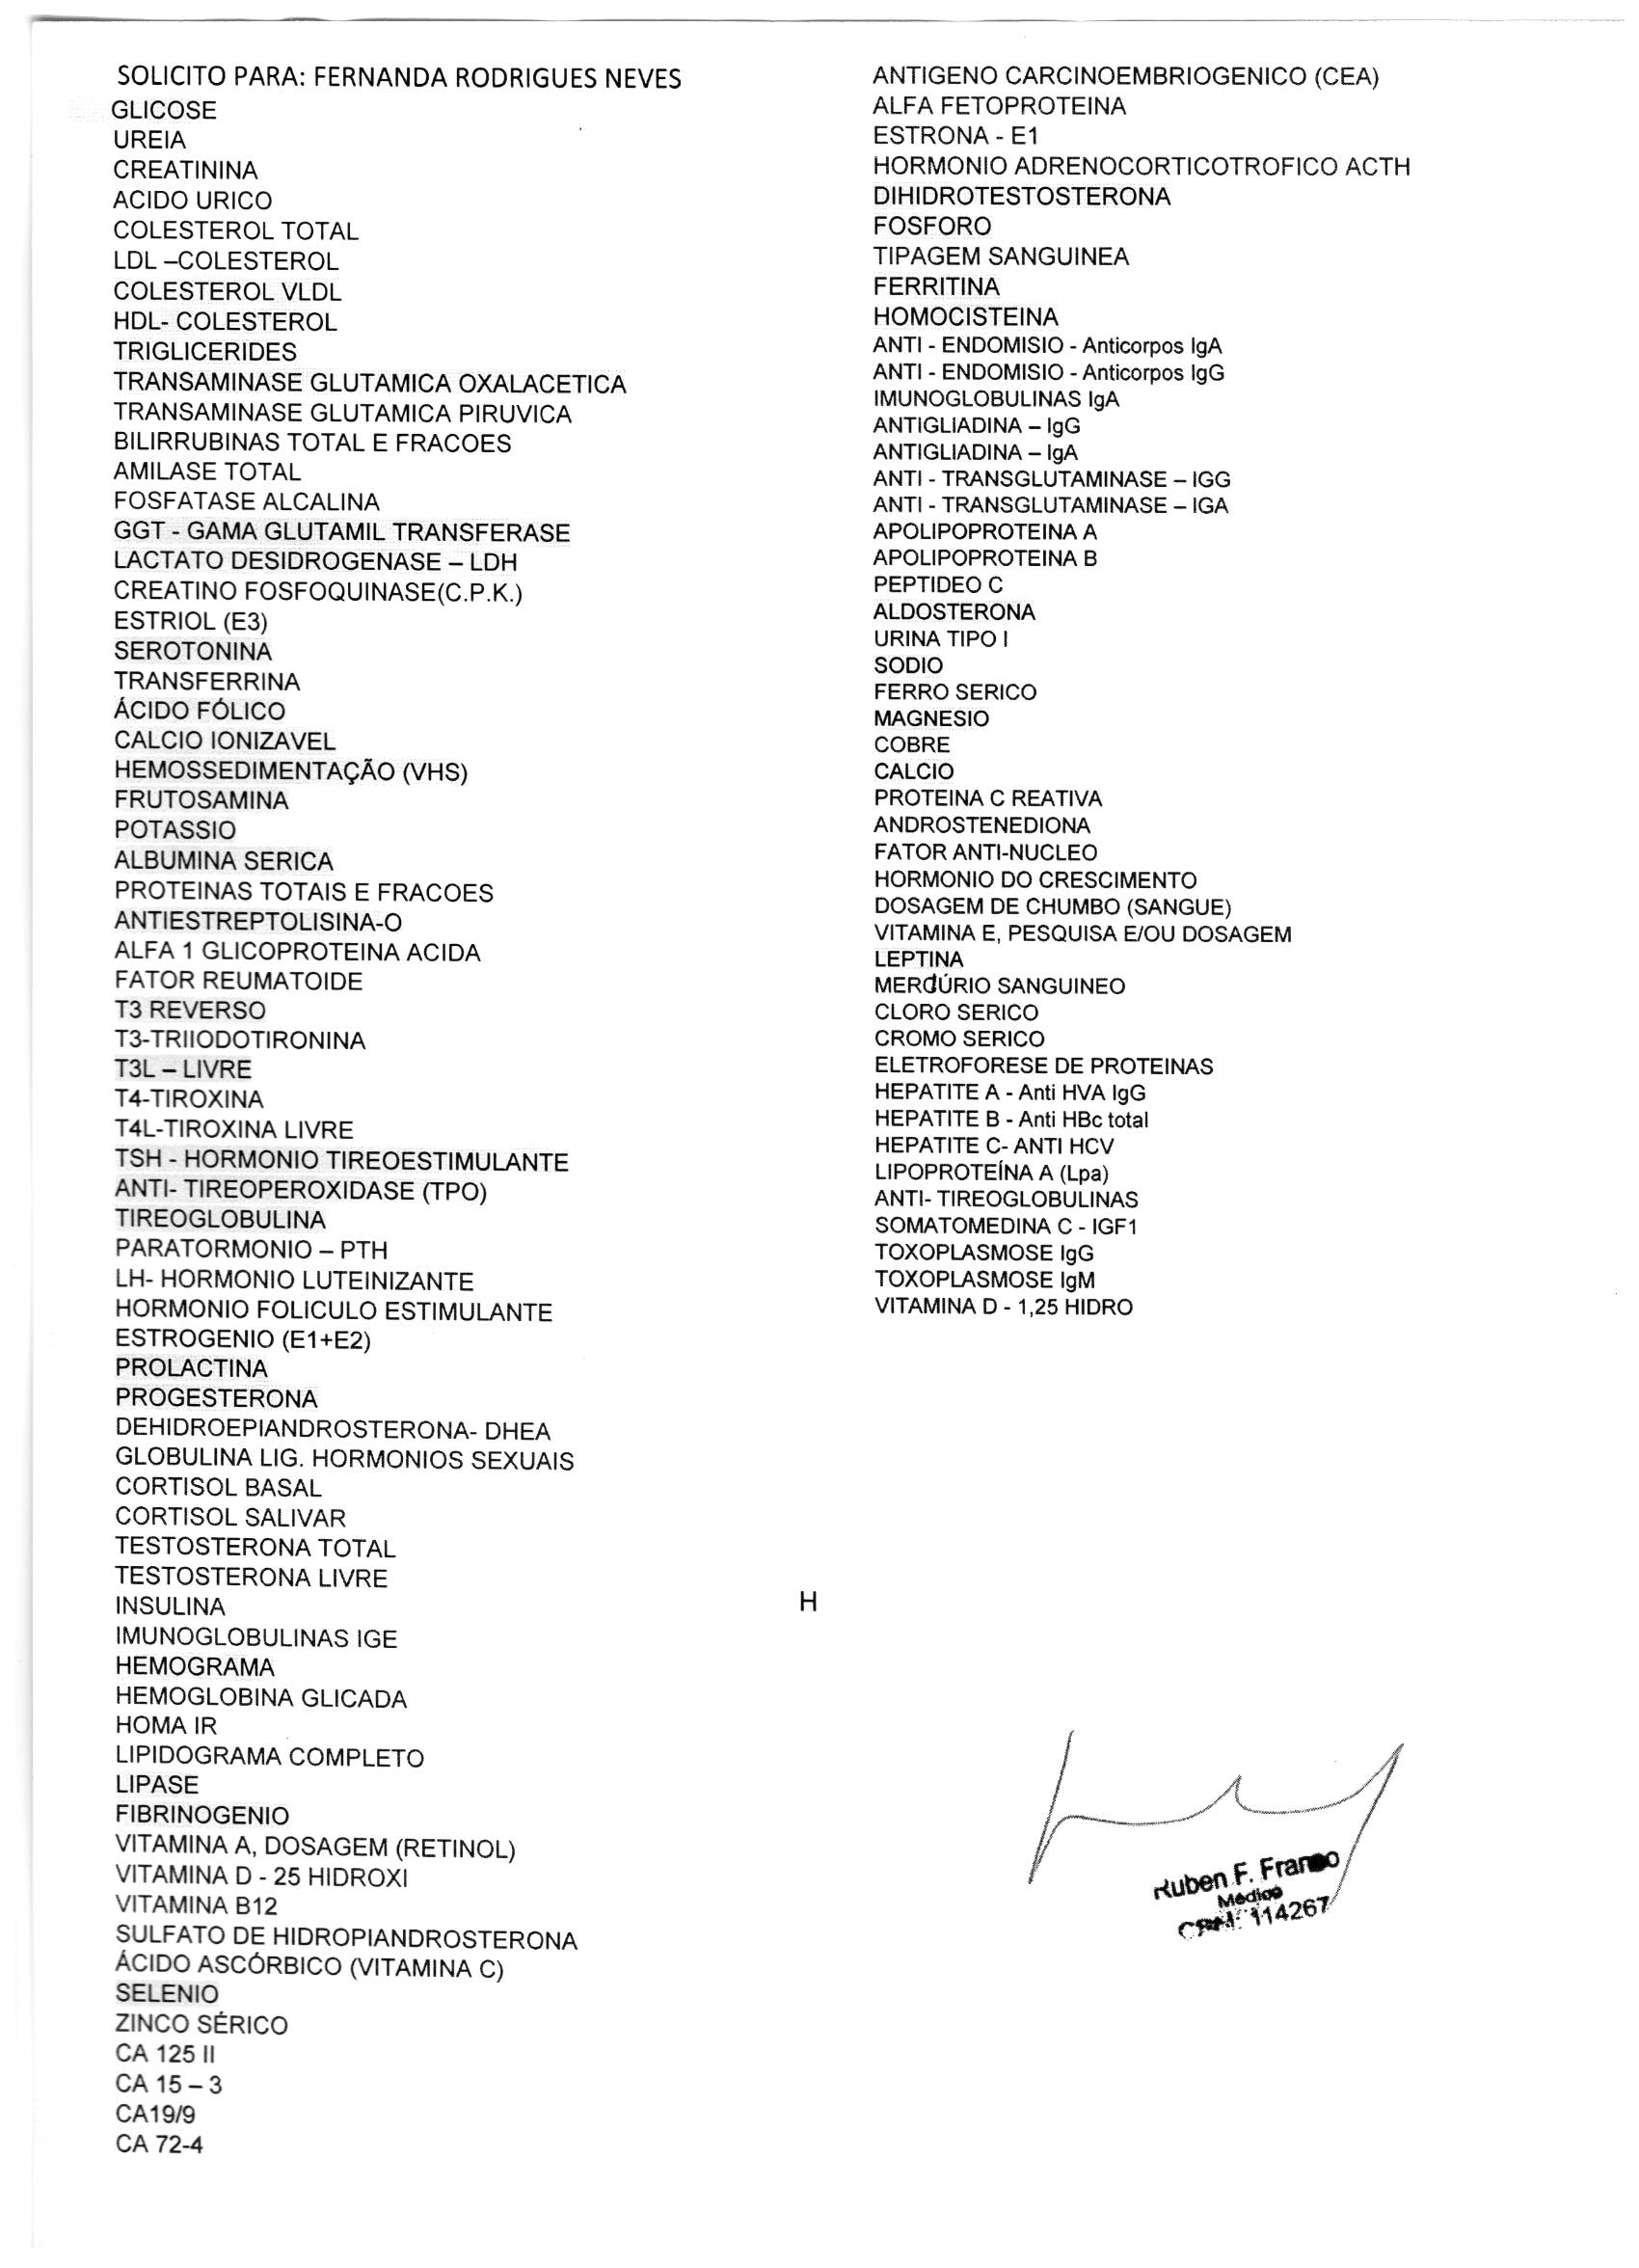 SOLICITO PARA: FERNANDA RODRIGUES NEVES
GLICOSE
UREIA
CREATININA
ACIDO URICO
COLESTEROL TOTAL
LDL –COLESTEROL
COLESTEROL VLDL
HDL- COLESTEROL
TRIGLICERIDES
TRANSAMINASE GLUTAMICA OXALACETICA
TRANSAMINASE GLUTAMICA PIRUVICA
BILIRRUBINAS TOTAL E FRACOES
AMILASE TOTAL
FOSFATASE ALCALINA
GGT - GAMA GLUTAMIL TRANSFERASE
LACTATO DESIDROGENASE – LDH
CREATINO FOSFOQUINASE(C.P.K.)
ESTRIOL (E3)
SEROTONINA
TRANSFERRINA
ÁCIDO FÓLICO
CALCIO IONIZAVEL
HEMOSSEDIMENTAÇÃO (VHS)
FRUTOSAMINA
POTASSIO
ALBUMINA SERICA
PROTEINAS TOTAIS E FRACOES
ANTIESTREPTOLISINA-O
ALFA 1 GLICOPROTEINA ACIDA
FATOR REUMATOIDE
T3 REVERSO
T3-TRIIODOTIRONINA
T3L – LIVRE
T4-TIROXINA
T4L-TIROXINA LIVRE
TSH - HORMONIO TIREOESTIMULANTE
ANTI- TIREOPEROXIDASE (TPO)
TIREOGLOBULINA
PARATORMONIO – PTH
LH- HORMONIO LUTEINIZANTE
HORMONIO FOLICULO ESTIMULANTE
ESTROGENIO (E1+E2)
PROLACTINA
PROGESTERONA
DEHIDROEPIANDROSTERONA- DHEA
GLOBULINA LIG. HORMONIOS SEXUAIS
CORTISOL BASAL
CORTISOL SALIVAR
TESTOSTERONA TOTAL
TESTOSTERONA LIVRE
INSULINA
IMUNOGLOBULINAS IGE
HEMOGRAMA
HEMOGLOBINA GLICADA
HOMA IR
LIPIDOGRAMA COMPLETO
LIPASE
FIBRINOGENIO
VITAMINA A, DOSAGEM (RETINOL)
VITAMINA D - 25 HIDROXI
VITAMINA B12
SULFATO DE HIDROPIANDROSTERONA
ÁCIDO ASCÓRBICO (VITAMINA C)
SELENIO
ZINCO SÉRICO
CA 125 II
CA 15 – 3
CA19/9
CA 72-4
ANTIGENO CARCINOEMBRIOGENICO (CEA)
ALFA FETOPROTEINA
ESTRONA - E1
HORMONIO ADRENOCORTICOTROFICO ACTH
DIHIDROTESTOSTERONA
FOSFORO
TIPAGEM SANGUINEA
FERRITINA
HOMOCISTEINA
ANTI - ENDOMISIO - Anticorpos IgA
ANTI - ENDOMISIO - Anticorpos IgG
IMUNOGLOBULINAS IgA
ANTIGLIADINA – IgG
ANTIGLIADINA – IgA
ANTI - TRANSGLUTAMINASE – IGG
ANTI - TRANSGLUTAMINASE – IGA
APOLIPOPROTEINA A
APOLIPOPROTEINA B
PEPTIDEO C
ALDOSTERONA
URINA TIPO I
SODIO
FERRO SERICO
MAGNESIO
COBRE
CALCIO
PROTEINA C REATIVA
ANDROSTENEDIONA
FATOR ANTI-NUCLEO
HORMONIO DO CRESCIMENTO
DOSAGEM DE CHUMBO (SANGUE)
VITAMINA E, PESQUISA E/OU DOSAGEM
LEPTINA
MERCÚRIO SANGUINEO
CLORO SERICO
CROMO SERICO
ELETROFORESE DE PROTEINAS
HEPATITE A - Anti HVA IgG
HEPATITE B - Anti HBc total
HEPATITE C- ANTI HCV
LIPOPROTEÍNA A (Lpa)
ANTI- TIREOGLOBULINAS
SOMATOMEDINA C - IGF1
TOXOPLASMOSE IgG
TOXOPLASMOSE IgM
VITAMINA D - 1,25 HIDRO
H
Ruben F. Franco
Médico
CRM: 114267